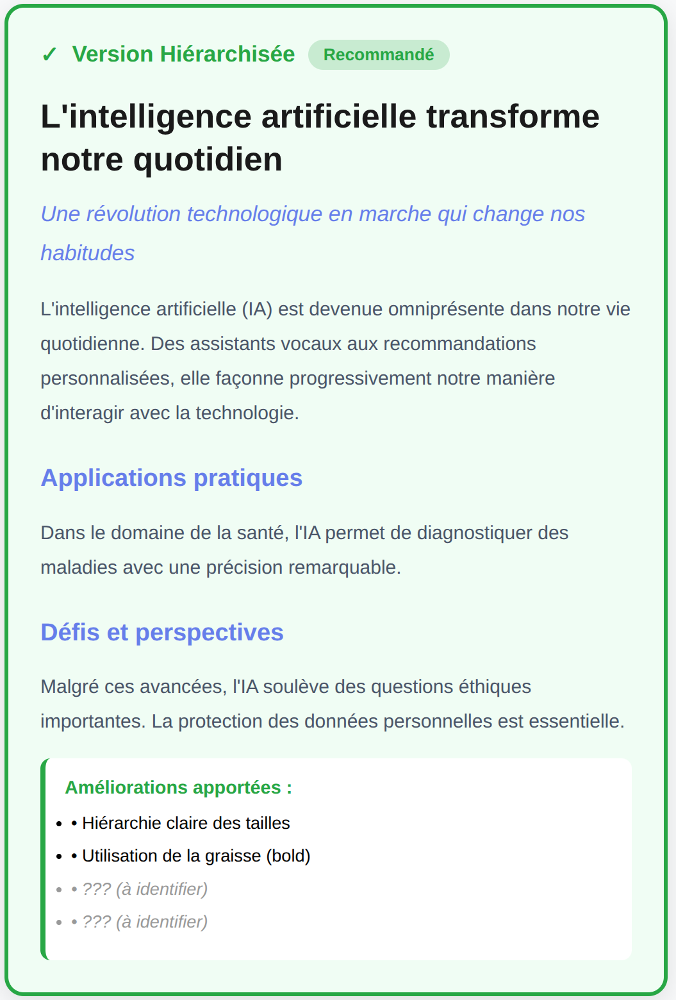 ✓ Version Hiérarchisée Recommandé
L'intelligence artificielle transforme
notre quotidien
Une révolution technologique en marche qui change nos
habitudes
L'intelligence artificielle (IA) est devenue omniprésente dans notre vie
quotidienne. Des assistants vocaux aux recommandations
personnalisées, elle façonne progressivement notre manière
d'interagir avec la technologie.
Applications pratiques
Dans le domaine de la santé, l'IA permet de diagnostiquer des
maladies avec une précision remarquable.
Défis et perspectives
Malgré ces avancées, l'IA soulève des questions éthiques
importantes. La protection des données personnelles est essentielle.
Améliorations apportées :
• • Hiérarchie claire des tailles
• • Utilisation de la graisse (bold)
• • ??? (à identifier)
• • ??? (à identifier)